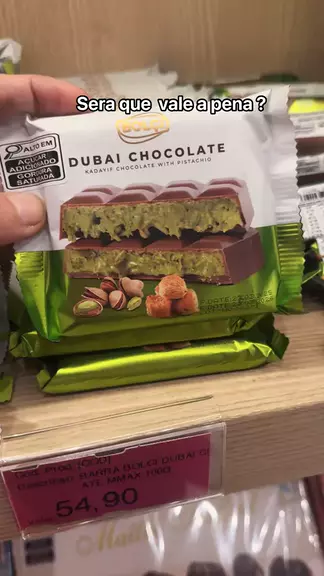 Sera que vale a pena ?
ALTO EM
AÇÚCAR
ADICIONADO
GORDURA
SATURADA
DUBAI CHOCOLATE
KADAYIF CHOCOLATE WITH PISTACHIO
BARRA BOLCI DUBAI
54,90